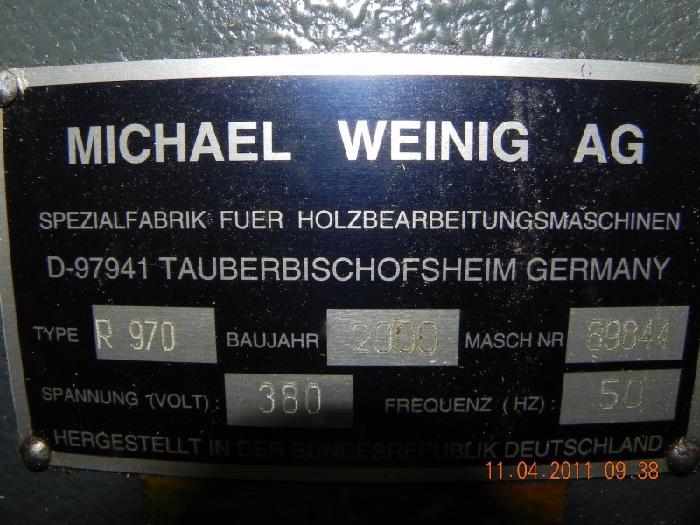 MICHAEL WEINIG AG
SPEZIALFABRIK FUER HOLZBEARBEITUNGSMASCHINEN
D-97941 TAUBERBISCHOFSHEIM GERMANY
TYPE R 970 BAUJAHR 2000 MASCH NR 89844
SPANNUNG (VOLT): 380 FREQUENZ (HZ): 50
HERGESTELLT IN DER BUNDESREPUBLIK DEUTSCHLAND
11.04.2011 09.38